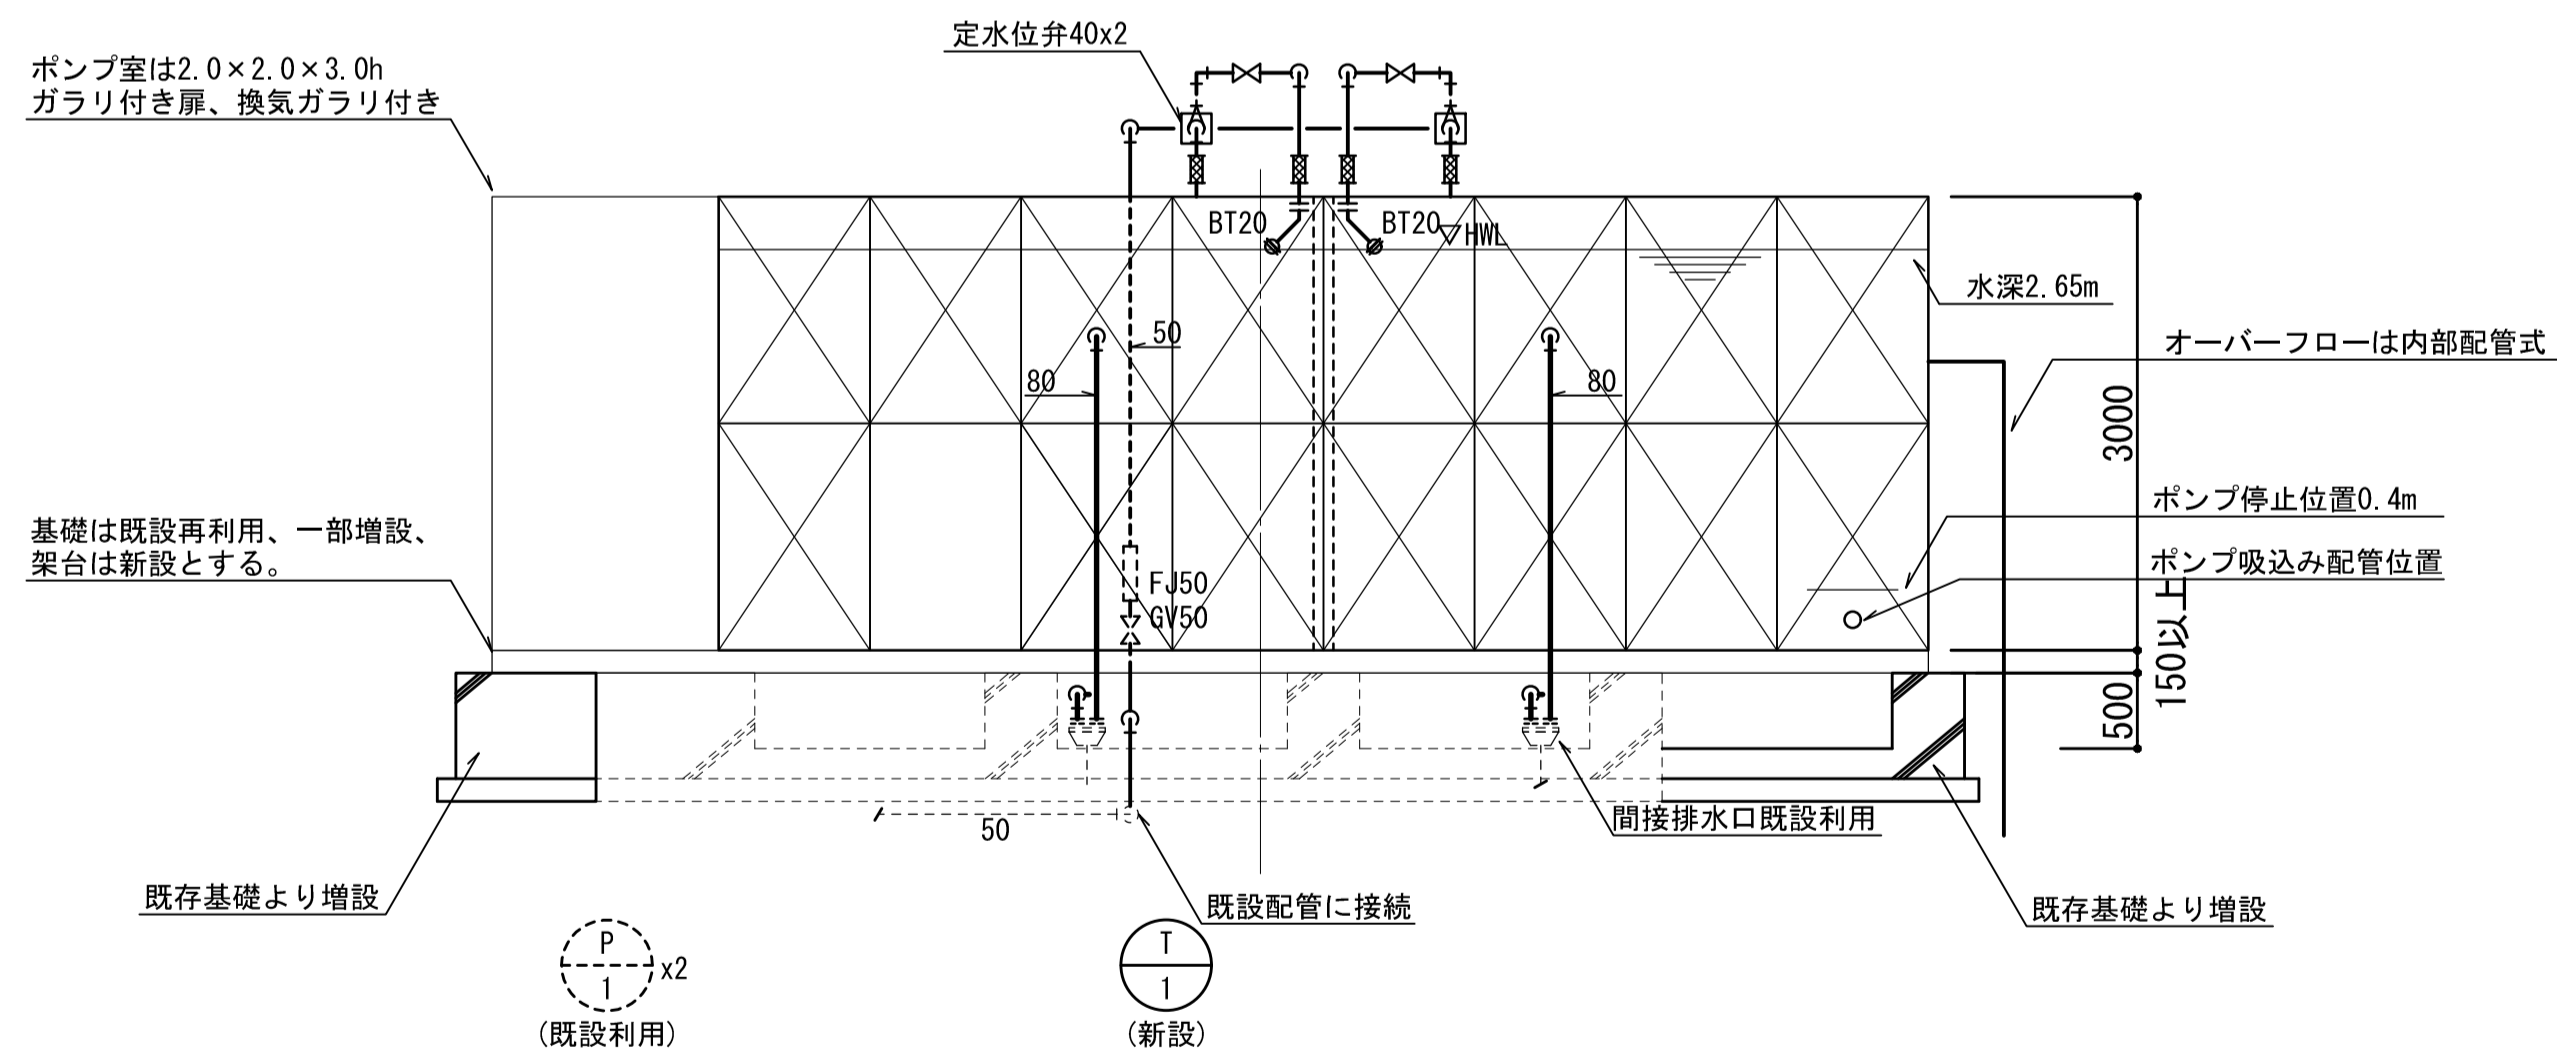 定水位弁40x2
ポンプ室は2.0×2.0×3.0h
ガラリ付き扉、換気ガラリ付き
BT20
BT20
HWL
水深2.65m
オーバーフローは内部配管式
50
80
80
3000
ポンプ停止位置0.4m
ポンプ吸込み配管位置
基礎は既設再利用、一部増設、
架台は新設とする。
FJ50
GV50
150以上
500
50
間接排水口既設利用
既存基礎より増設
既設配管に接続
既存基礎より増設
P
1
x2
(既設利用)
T
1
(新設)